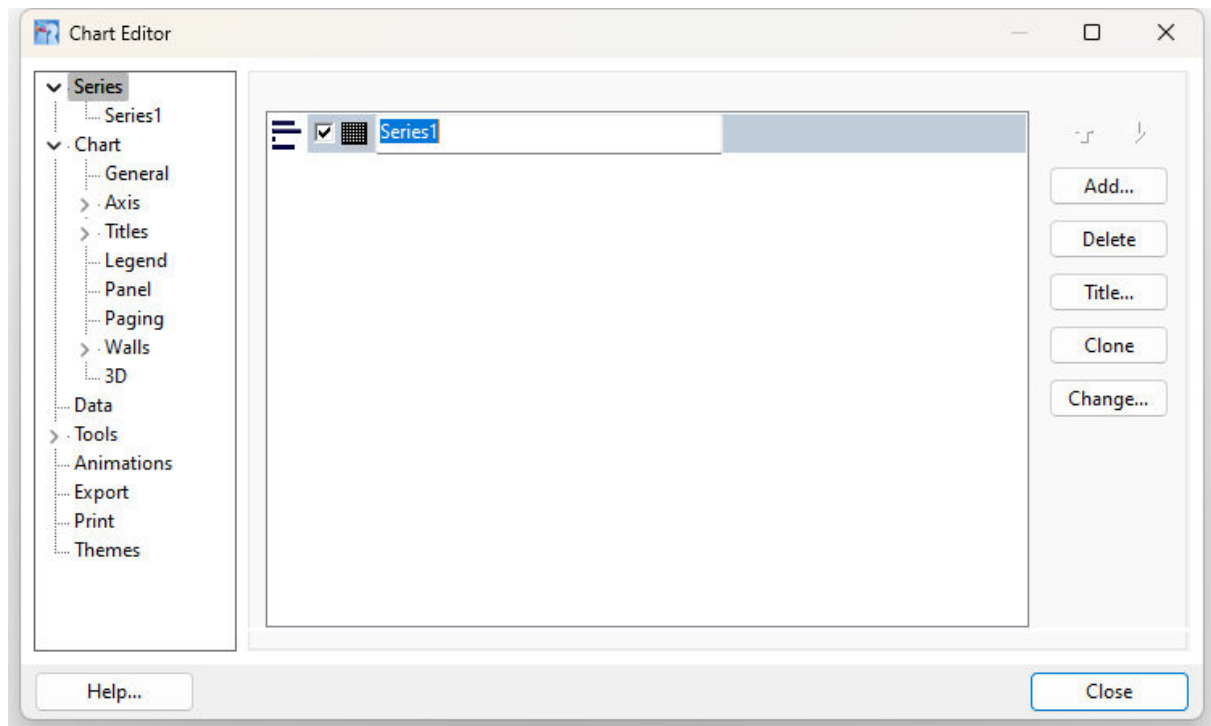 Chart Editor
Series
Series1
Chart
General
Axis
Titles
Legend
Panel
Paging
Walls
3D
Data
Tools
Animations
Export
Print
Themes
Series1
Add...
Delete
Title...
Clone
Change...
Help...
Close